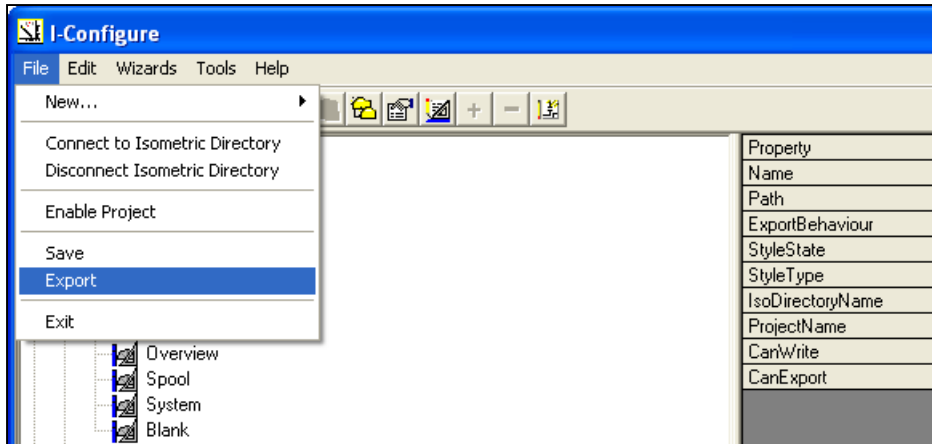 I-Configure
File Edit Wizards Tools Help
New...
Connect to Isometric Directory
Disconnect Isometric Directory
Enable Project
Save
Export
Exit
Overview
Spool
System
Blank
Property
Name
Path
ExportBehaviour
StyleState
StyleType
IsoDirectoryName
ProjectName
CanWrite
CanExport